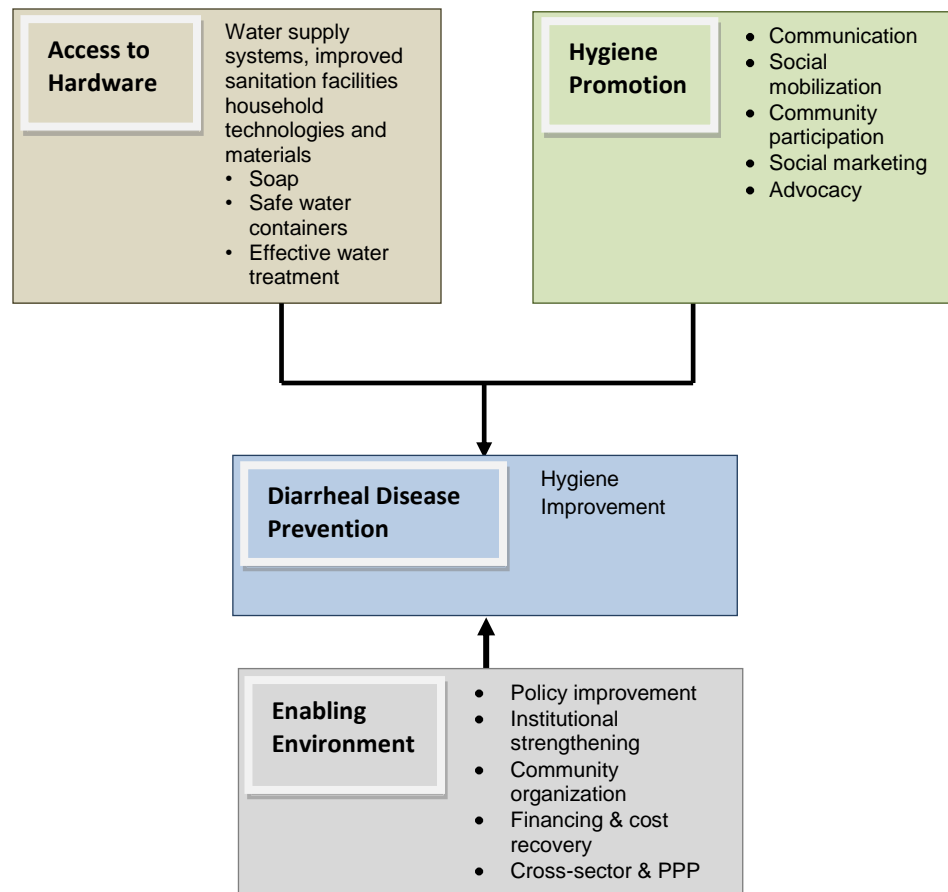 Access to
Hardware
Water supply
systems, improved
sanitation facilities
household
technologies and
materials
• Soap
• Safe water
containers
• Effective water
treatment
Hygiene
Promotion
• Communication
• Social
mobilization
• Community
participation
• Social marketing
• Advocacy
Diarrheal Disease
Prevention
Hygiene
Improvement
Enabling
Environment
• Policy improvement
• Institutional
strengthening
• Community
organization
• Financing & cost
recovery
• Cross-sector & PPP